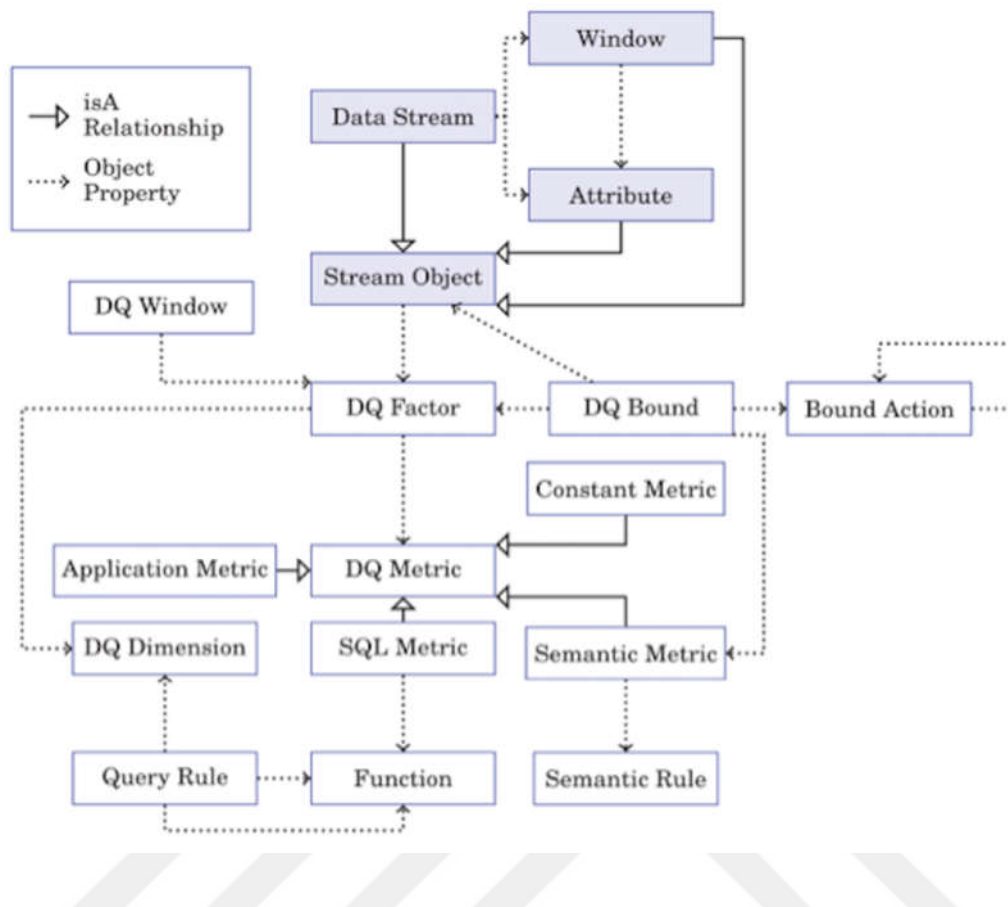 Window
isA
Relationship
Object
Property
Data Stream
Attribute
Stream Object
DQ Window
DQ Factor
DQ Bound
Bound Action
Constant Metric
Application Metric
DQ Metric
DQ Dimension
SQL Metric
Semantic Metric
Query Rule
Function
Semantic Rule